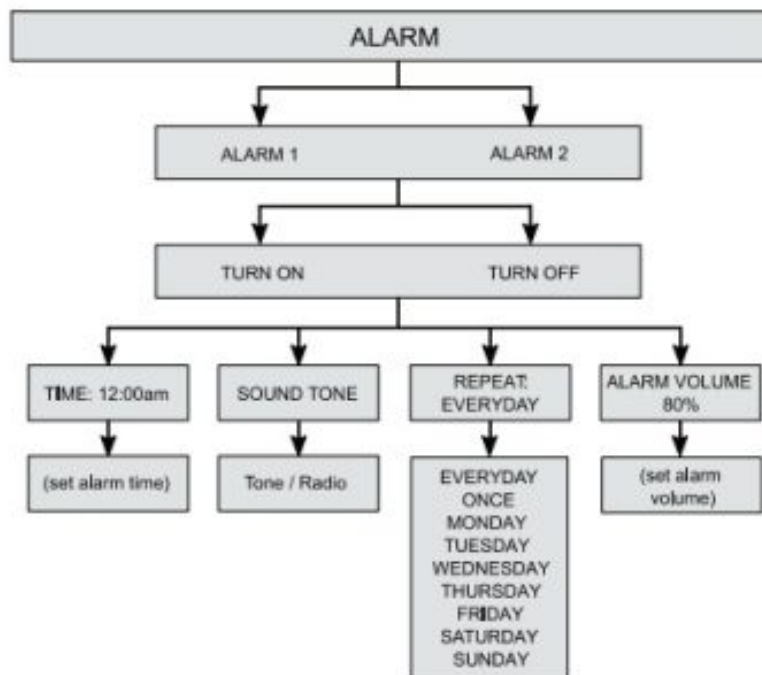 ALARM
ALARM 1 ALARM 2
TURN ON TURN OFF
TIME: 12:00am
SOUND TONE
REPEAT:
EVERYDAY
ALARM VOLUME
80%
(set alarm time)
Tone / Radio
EVERYDAY
ONCE
MONDAY
TUESDAY
WEDNESDAY
THURSDAY
FRIDAY
SATURDAY
SUNDAY
(set alarm
volume)